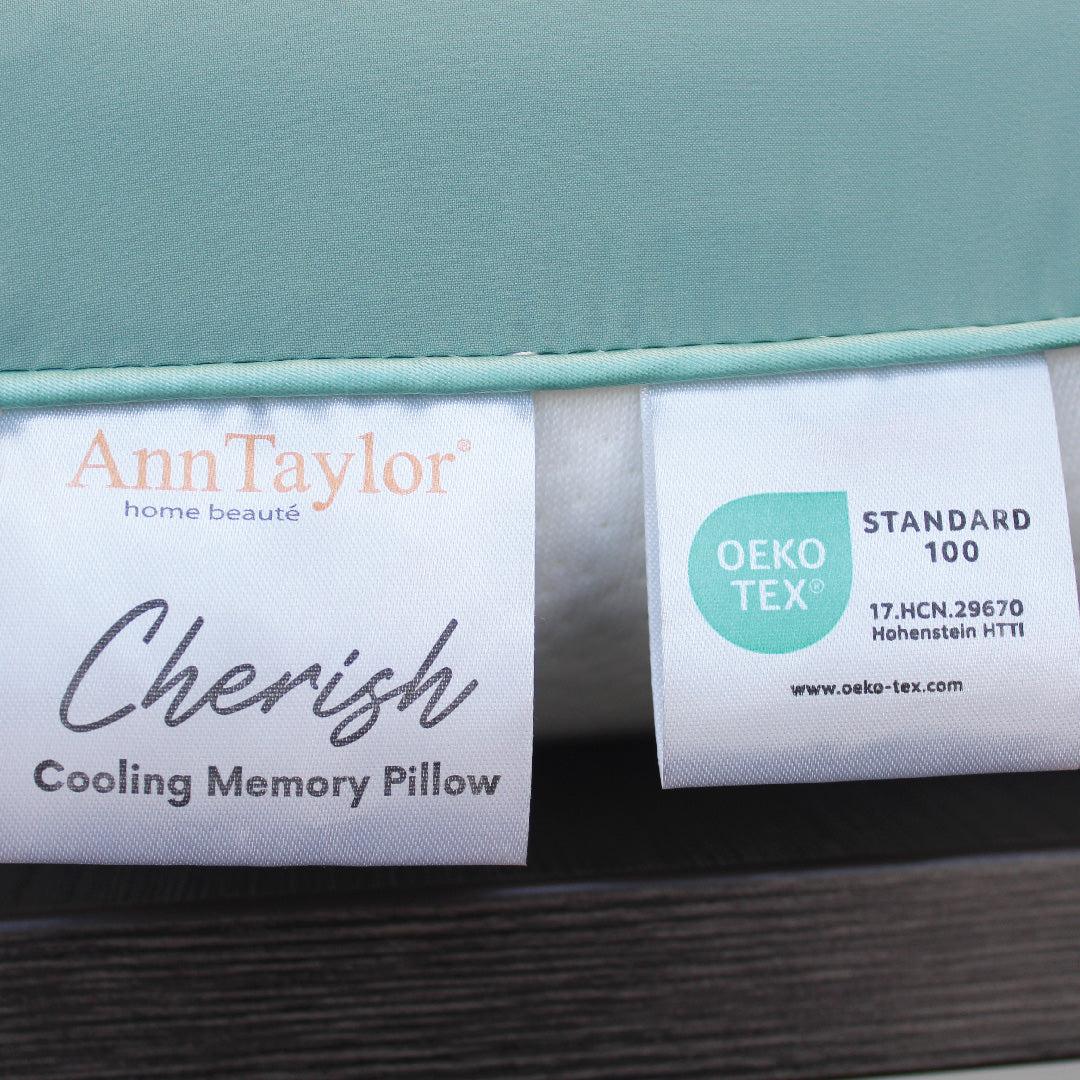 AnnTaylor®
home beauté
Cherish
Cooling Memory Pillow
OEKO
TEX®
STANDARD
100
17.HCN.29670
Hohenstein HTTI
www.oeko-tex.com